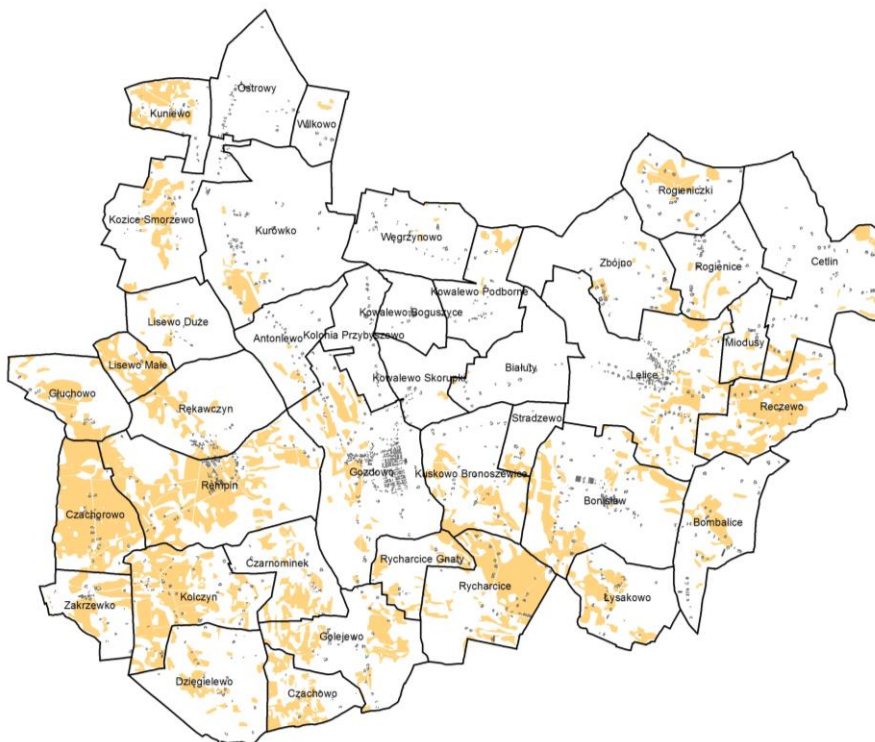 Ostrowy
Kuniewo
Wilkowo
Rogieniczki
Kozice Smorzewo
Kurówko
Węgrzynowo
Zbójno
Rogienice
Cetlin
Kowalewo Podborne
Lisewo Duże
Kowalewo Boguszyce
Antoniewo
Kolonia Przybyszewo
Miodusy
Lisewo Małe
Białuty
Lelice
Kowalewo Skorupki
Głuchowo
Rękawczyn
Reczewo
Stradzewo
Gozdowo
Kuskowo Bronoszewice
Rempin
Bonisław
Czachorowo
Bombalice
Czarnominek
Rycharcice Gnaty
Rycharcice
Zakrzewko
Kolczyn
Łysakowo
Golejewo
Dzięgielewo
Czachowo